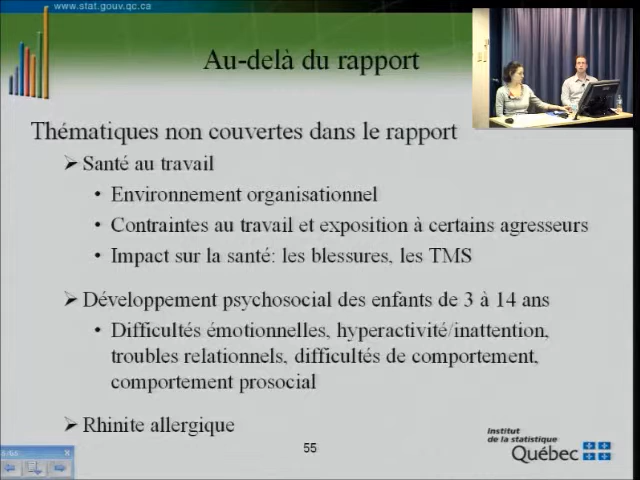 www.stat.gouv.qc.ca
Au-delà du rapport
Thématiques non couvertes dans le rapport
➢ Santé au travail
• Environnement organisationnel
• Contraintes au travail et exposition à certains agresseurs
• Impact sur la santé: les blessures, les TMS
➢ Développement psychosocial des enfants de 3 à 14 ans
• Difficultés émotionnelles, hyperactivité/inattention,
troubles relationnels, difficultés de comportement,
comportement prosocial
➢ Rhinite allergique
55
Institut
de la statistique
Québec